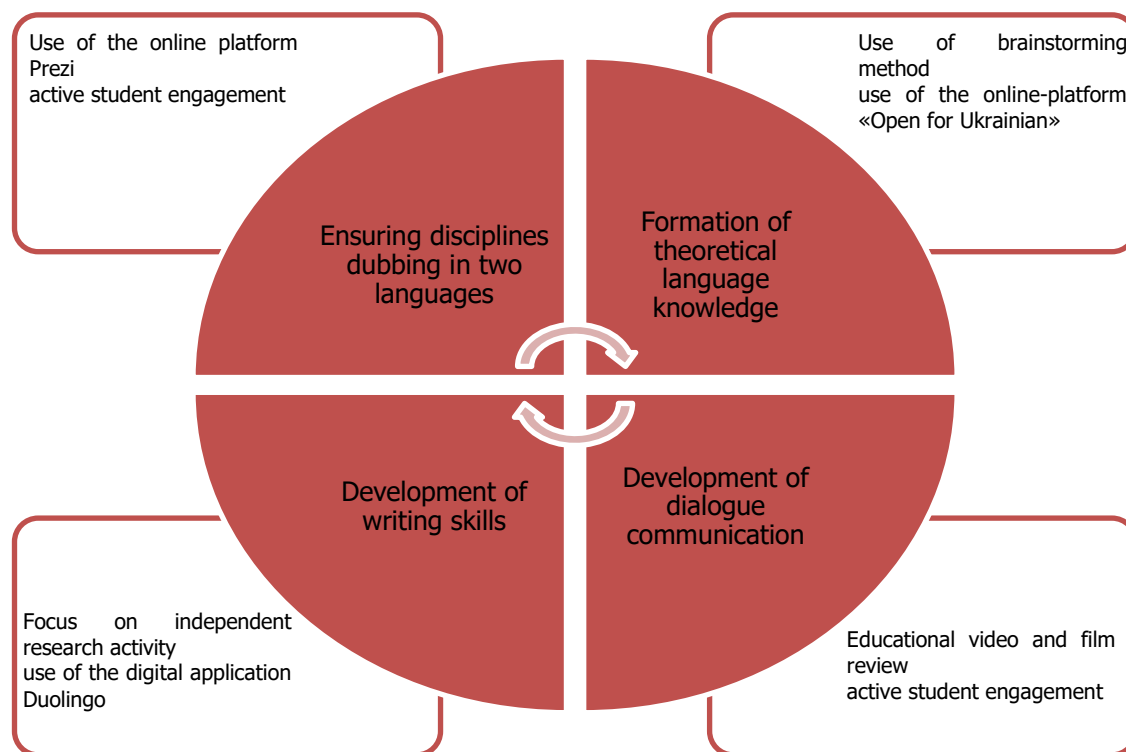 Use of the online platform
Prezi
active student engagement
Use of brainstorming
method
use of the online-platform
«Open for Ukrainian»
Ensuring disciplines
dubbing in two
languages
Formation of
theoretical
language
knowledge
Development of
writing skills
Development of
dialogue
communication
Focus on independent
research activity
use of the digital application
Duolingo
Educational video and film
review
active student engagement